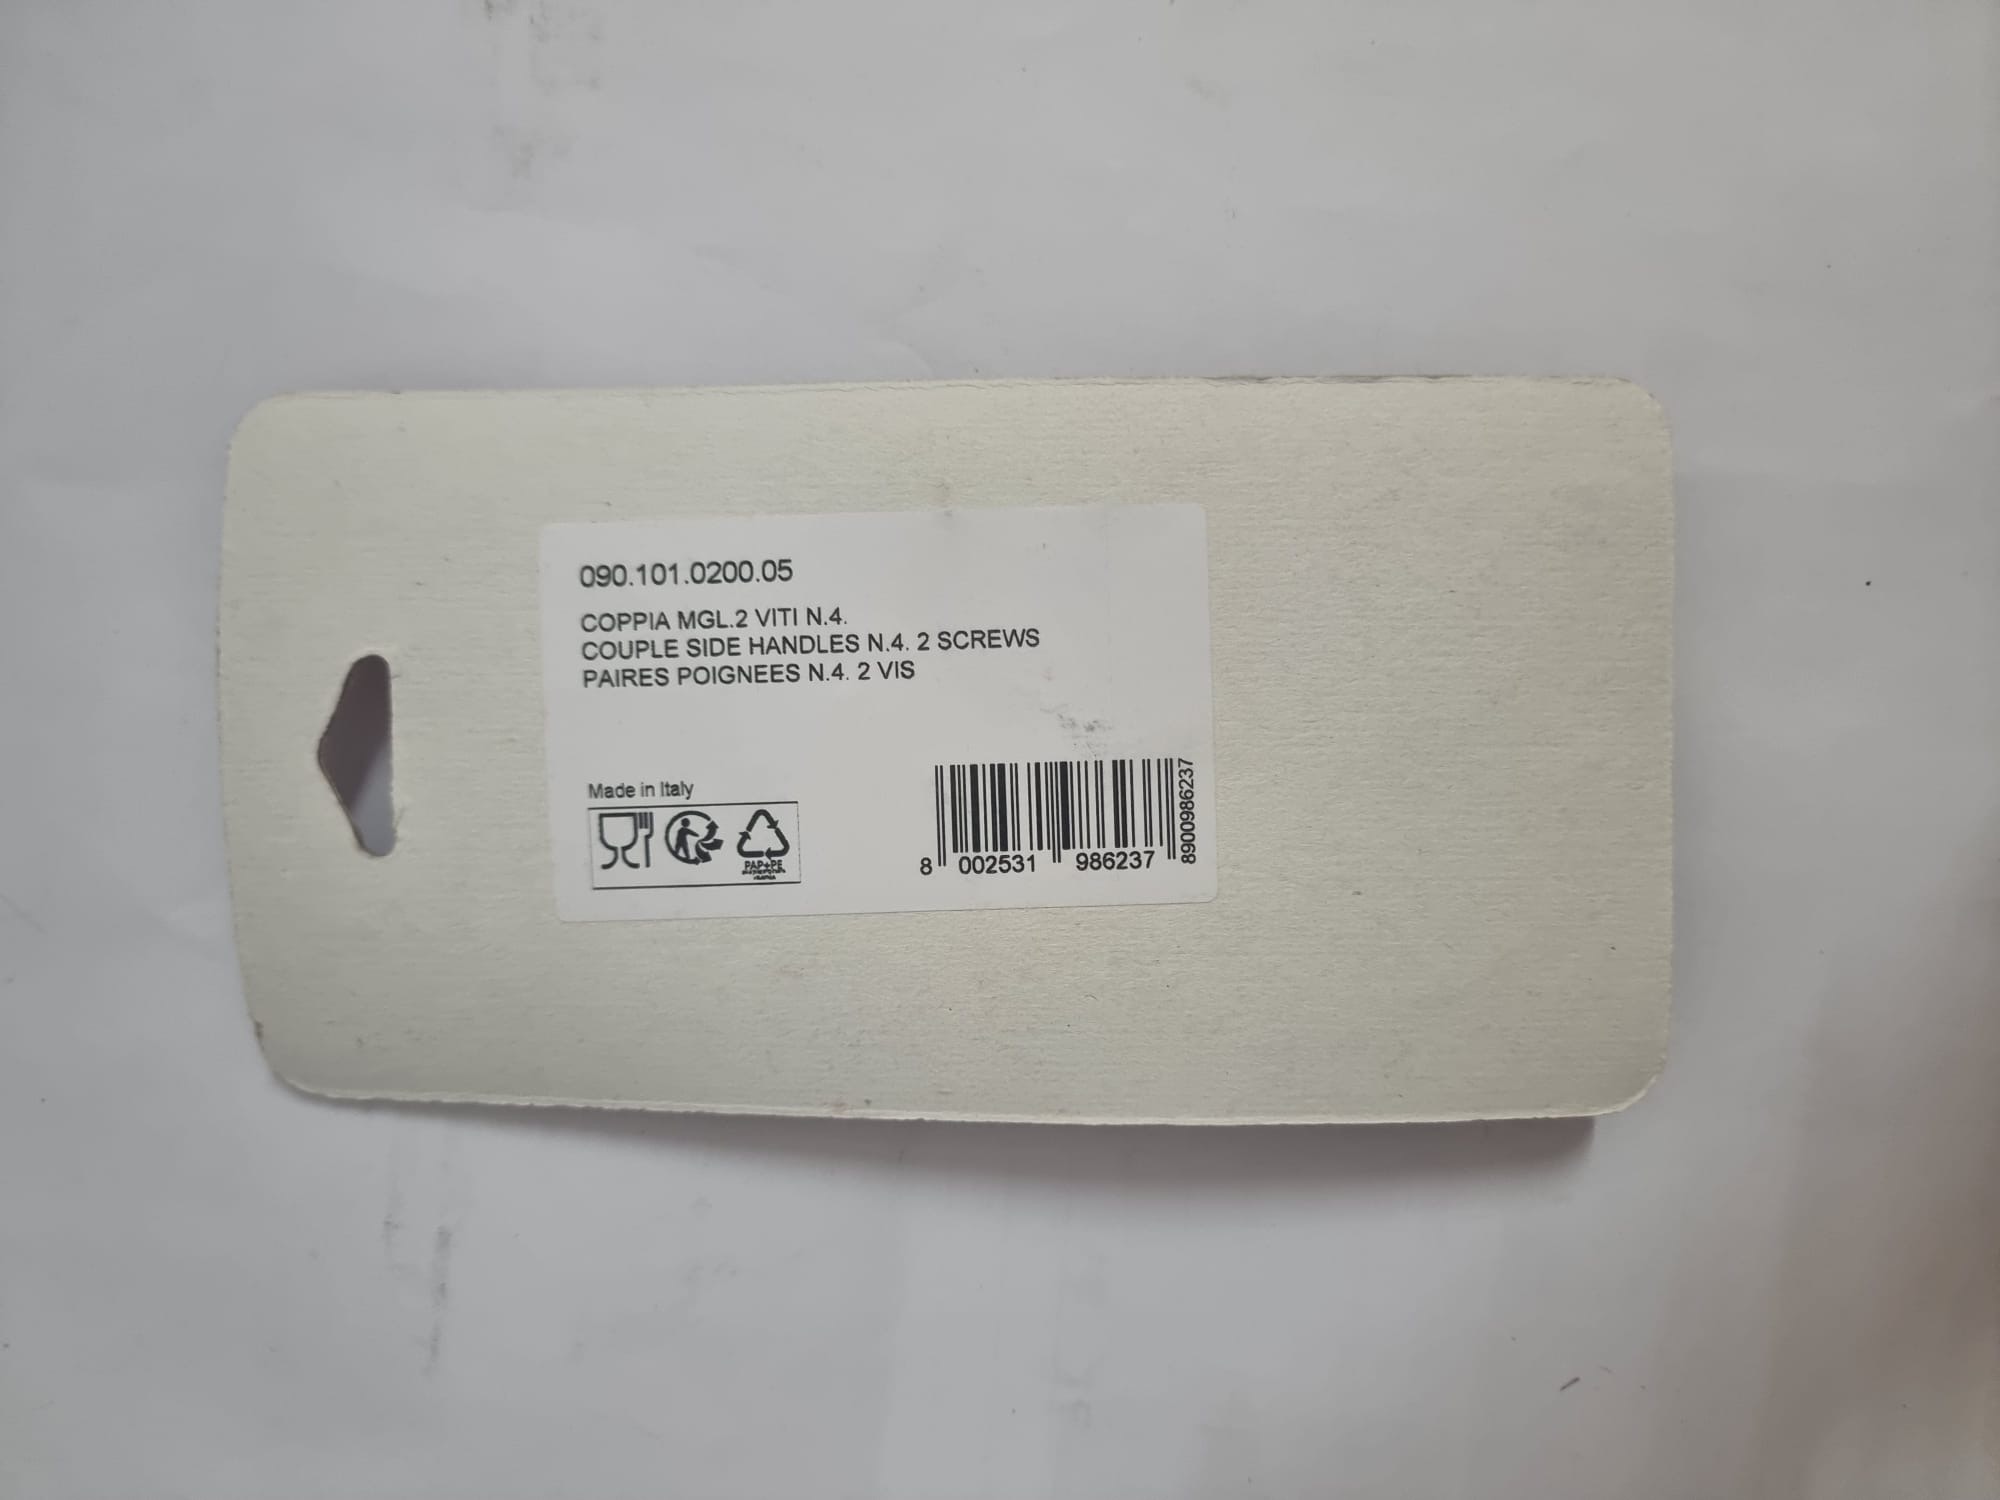 090.101.0200.05
COPPIA MGL.2 VITI N.4.
COUPLE SIDE HANDLES N.4. 2 SCREWS
PAIRES POIGNEES N.4. 2 VIS
Made in Italy
PAP+PE
8 002531 986237
8900986237